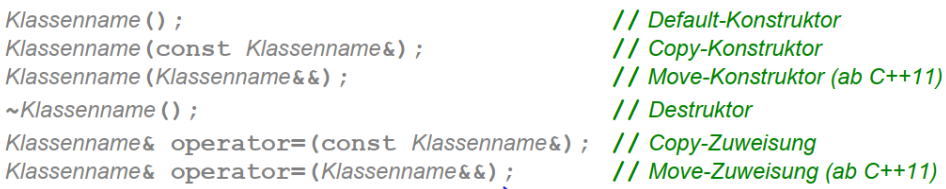 Klassenname(); // Default-Konstruktor
Klassenname(const Klassenname&); // Copy-Konstruktor
Klassenname(Klassenname&&); // Move-Konstruktor (ab C++11)
~Klassenname(); // Destruktor
Klassenname& operator=(const Klassenname&); // Copy-Zuweisung
Klassenname& operator=(Klassenname&&); // Move-Zuweisung (ab C++11)